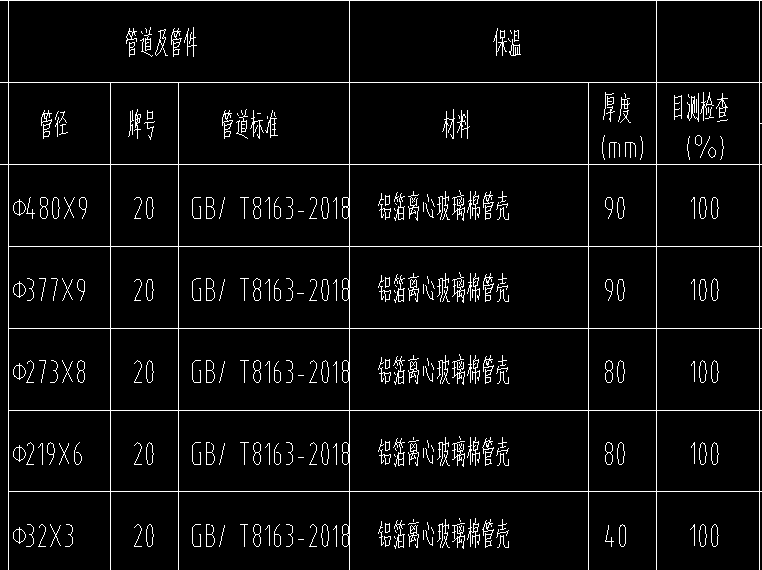 管道及管件 保温
管径 牌号 管道标准 材料 厚度(mm) 目测检查(%)
Φ480X9 20 GB/ T8163-2018 铝箔离心玻璃棉管壳 90 100
Φ377X9 20 GB/ T8163-2018 铝箔离心玻璃棉管壳 90 100
Φ273X8 20 GB/ T8163-2018 铝箔离心玻璃棉管壳 80 100
Φ219X6 20 GB/ T8163-2018 铝箔离心玻璃棉管壳 80 100
Φ32X3 20 GB/ T8163-2018 铝箔离心玻璃棉管壳 40 100